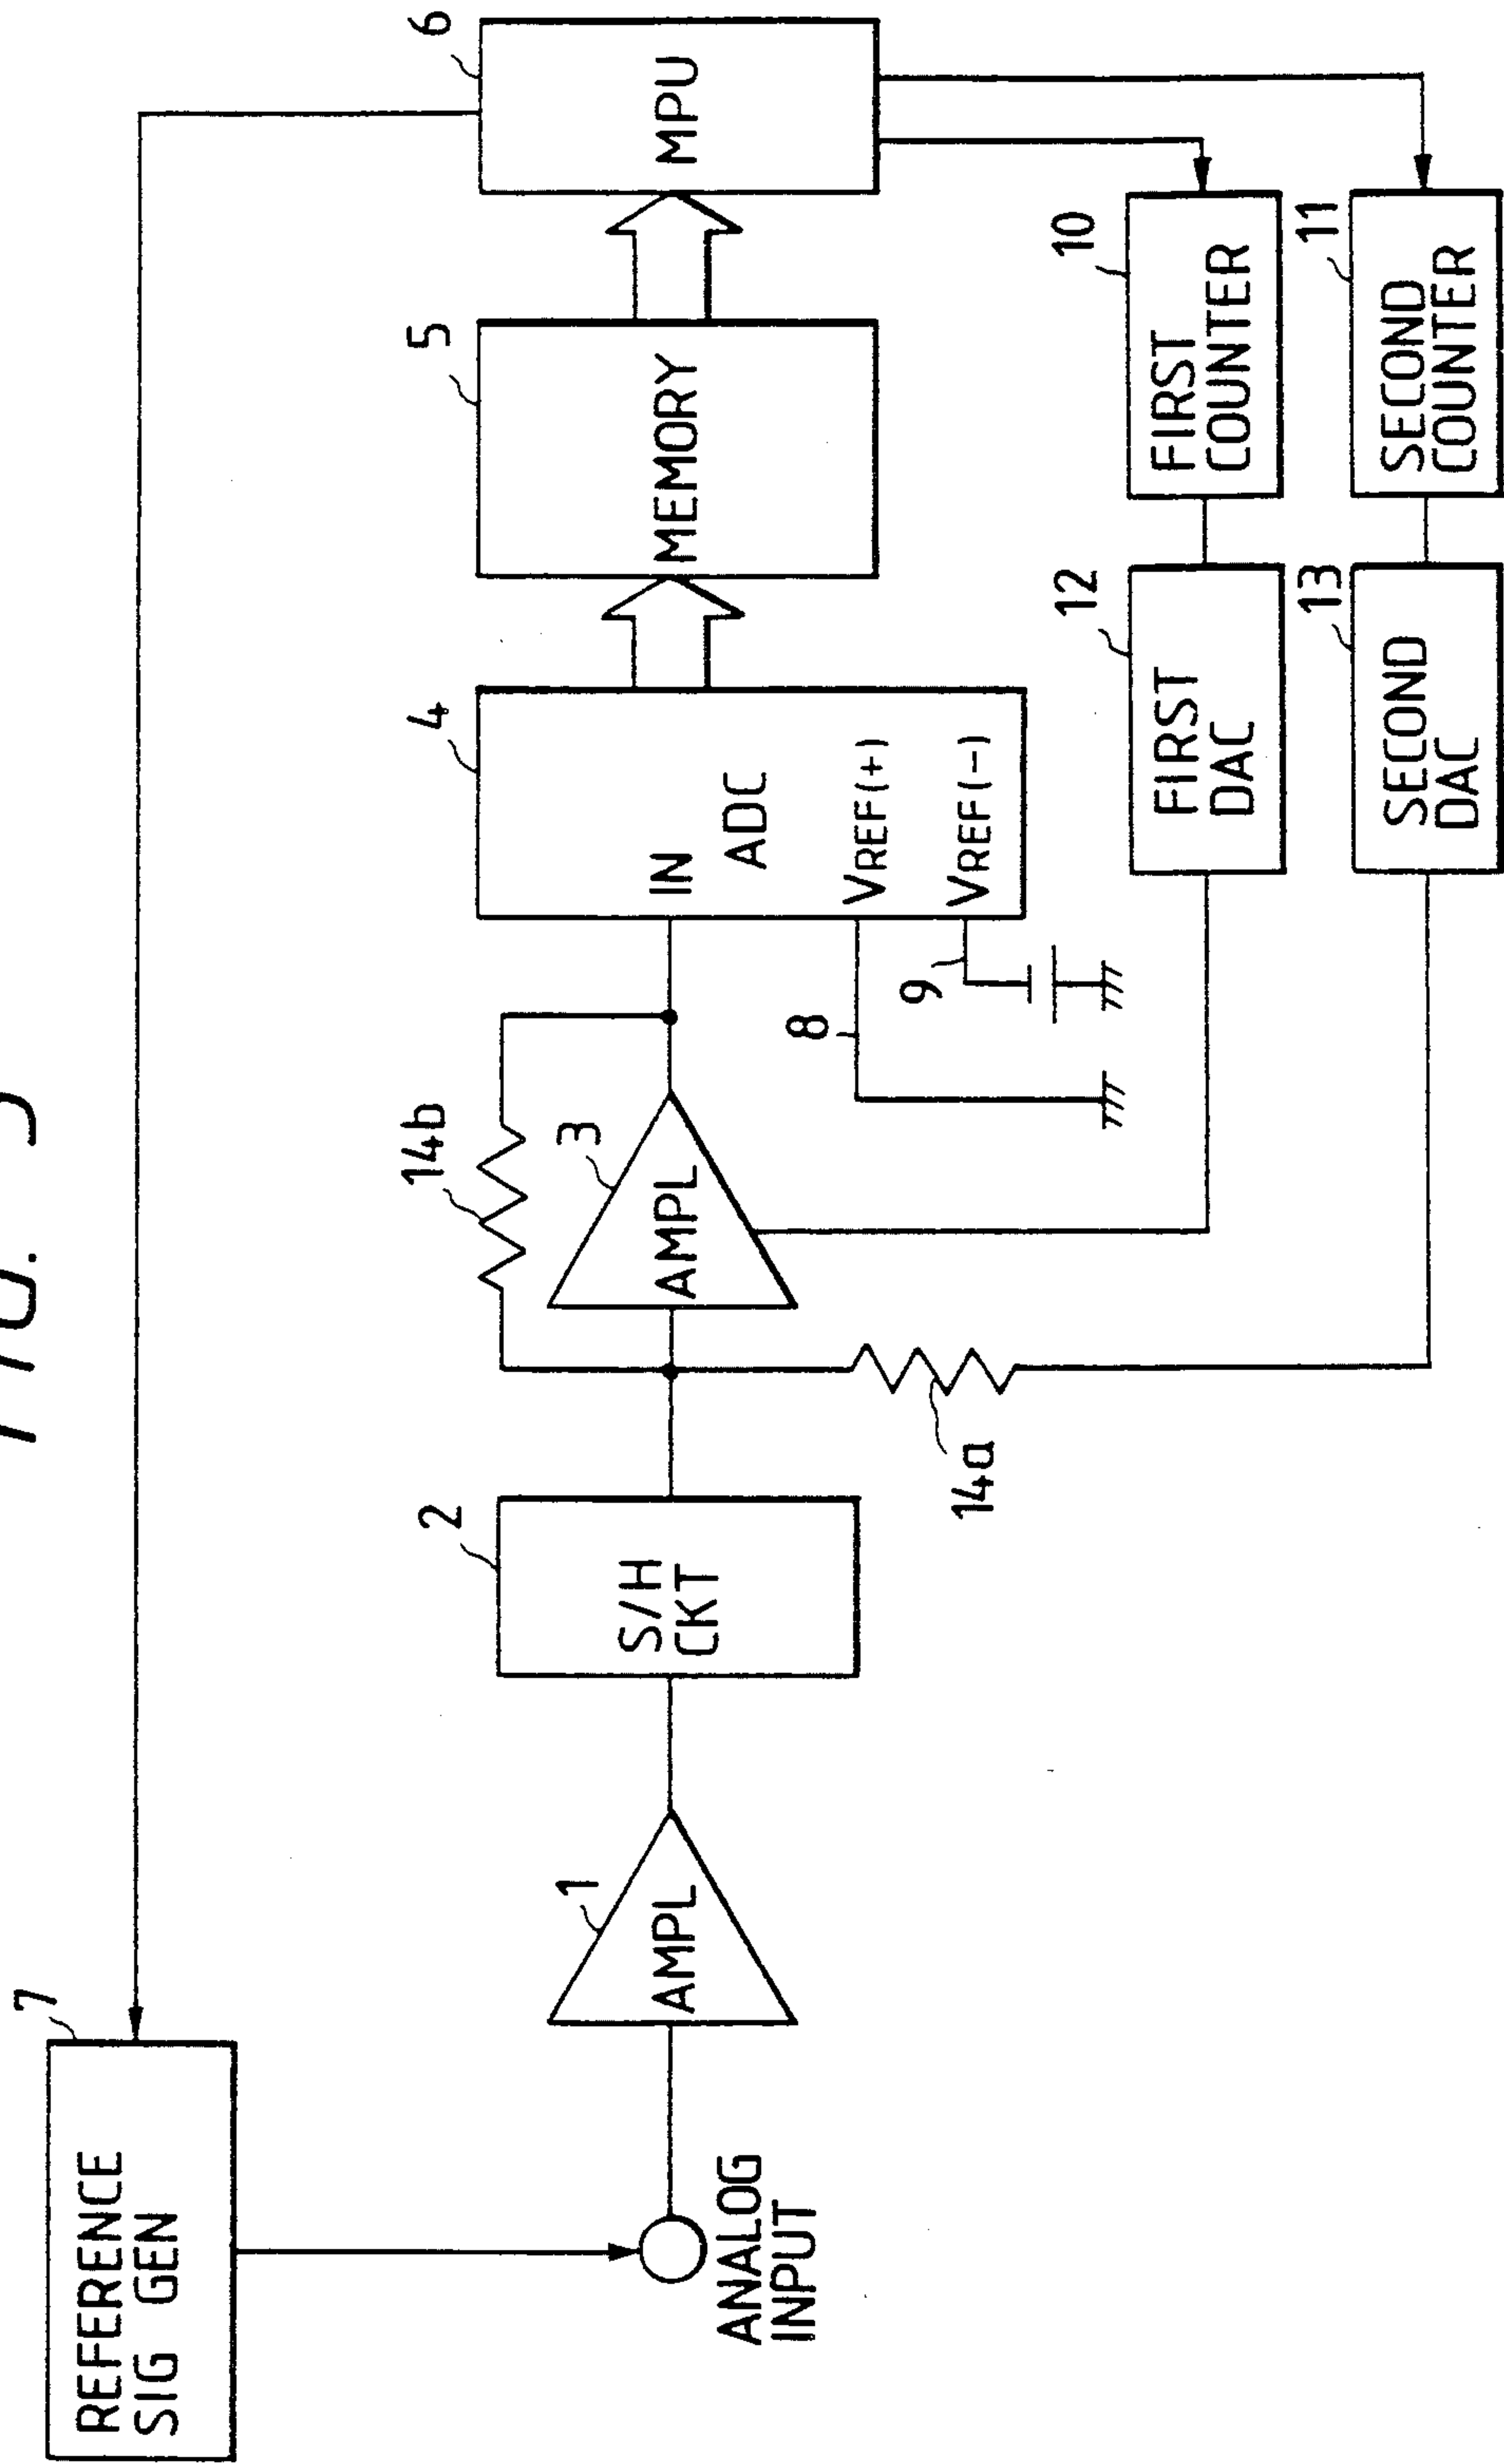 FIG.
7
REFERENCE
SIG GEN
ANALOG
INPUT
1
AMPL
2
S/H
CKT
14a
14b
3
AMPL
4
IN
ADC
VREF(+)
VREF(-)
8
9
5
MEMORY
6
MPU
12
FIRST
DAC
10
FIRST
COUNTER
13
SECOND
DAC
11
SECOND
COUNTER